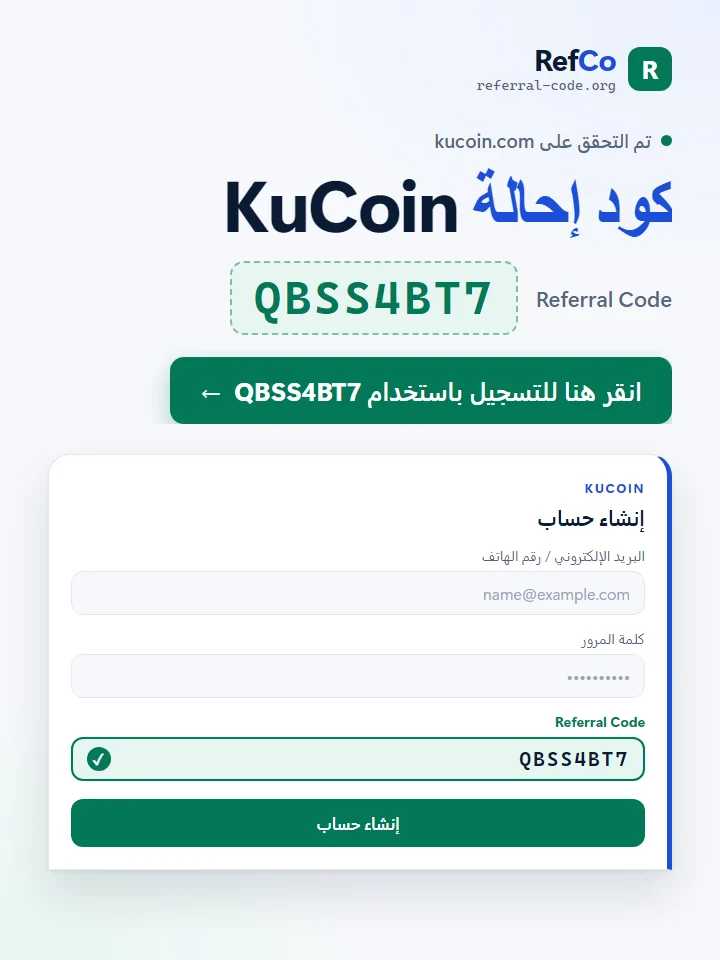 R
RefCo
referral-code.org
تم التحقق على kucoin.com
كود إحالة KuCoin
Referral Code QBSS4BT7
انقر هنا للتسجيل باستخدام QBSS4BT7 ←
KUCOIN
إنشاء حساب
البريد الإلكتروني / رقم الهاتف
name@example.com
كلمة المرور
••••••••••
Referral Code
QBSS4BT7 ✓
إنشاء حساب